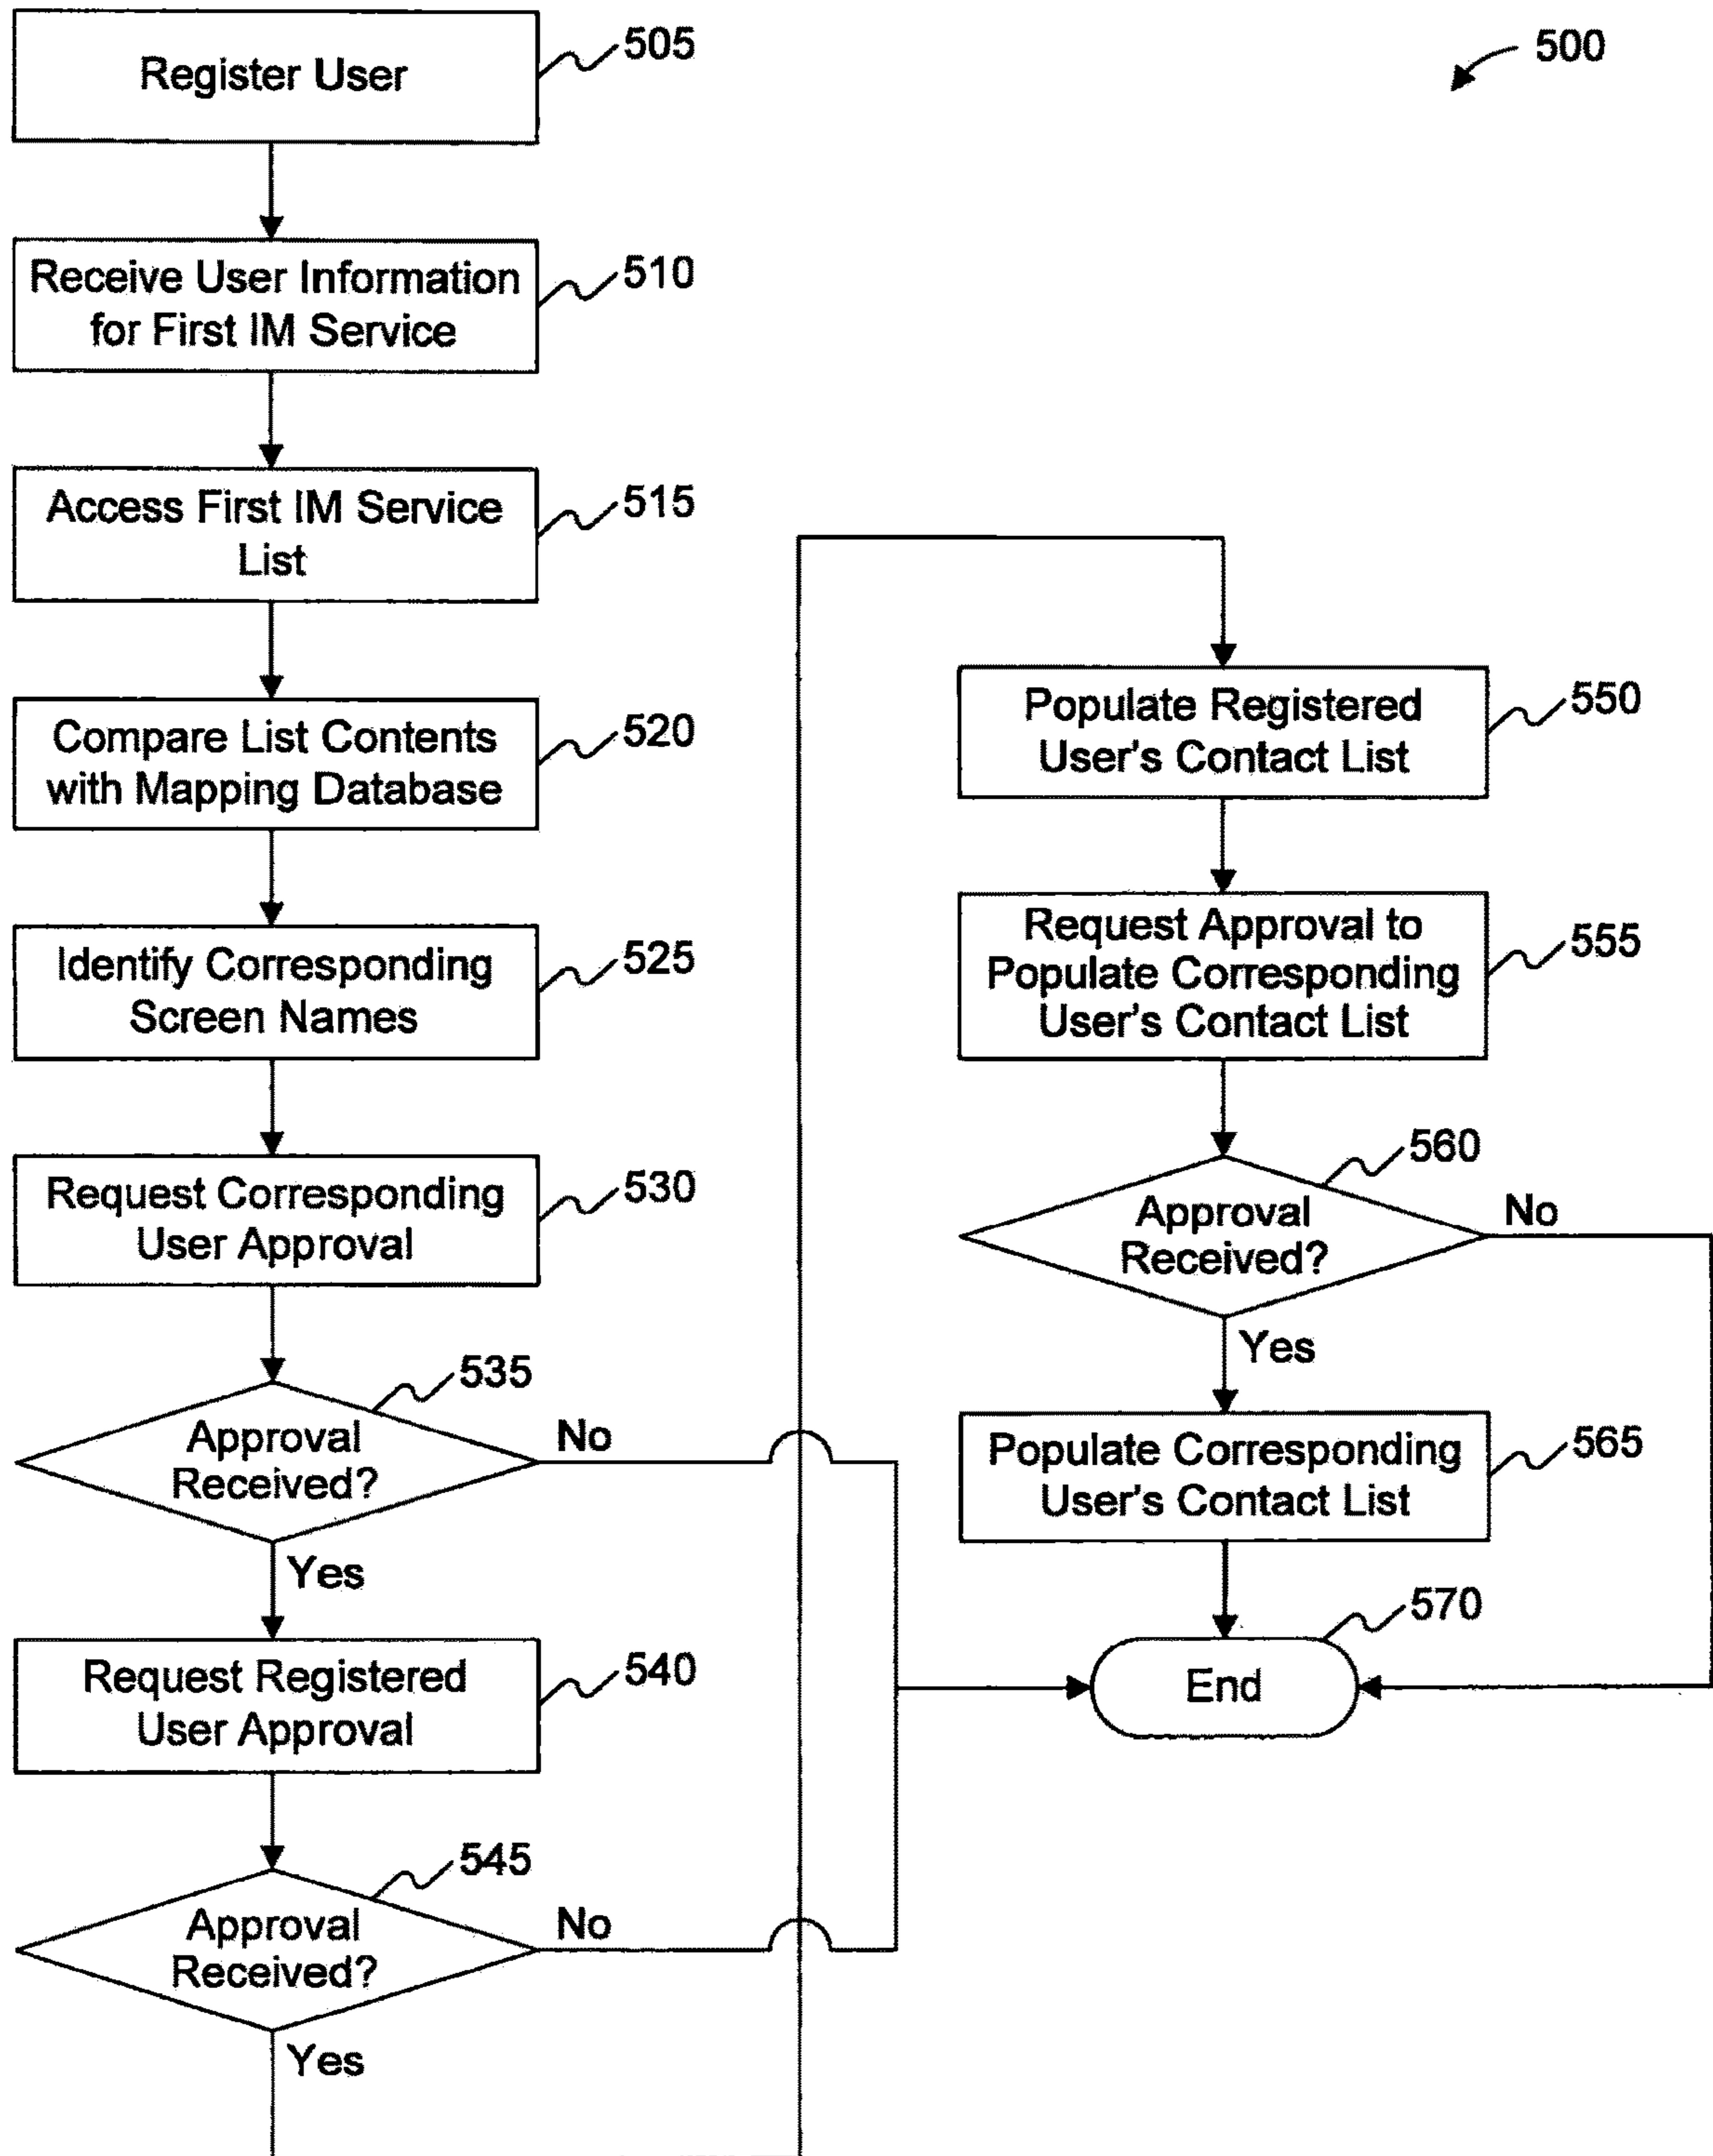 Register User
505
500
Receive User Information
for First IM Service
510
Access First IM Service
List
515
Compare List Contents
with Mapping Database
520
Identify Corresponding
Screen Names
525
Request Corresponding
User Approval
530
Approval
Received?
535
No
Yes
Request Registered
User Approval
540
Approval
Received?
545
No
Yes
Populate Registered
User's Contact List
550
Request Approval to
Populate Corresponding
User's Contact List
555
Approval
Received?
560
No
Yes
Populate Corresponding
User's Contact List
565
End
570